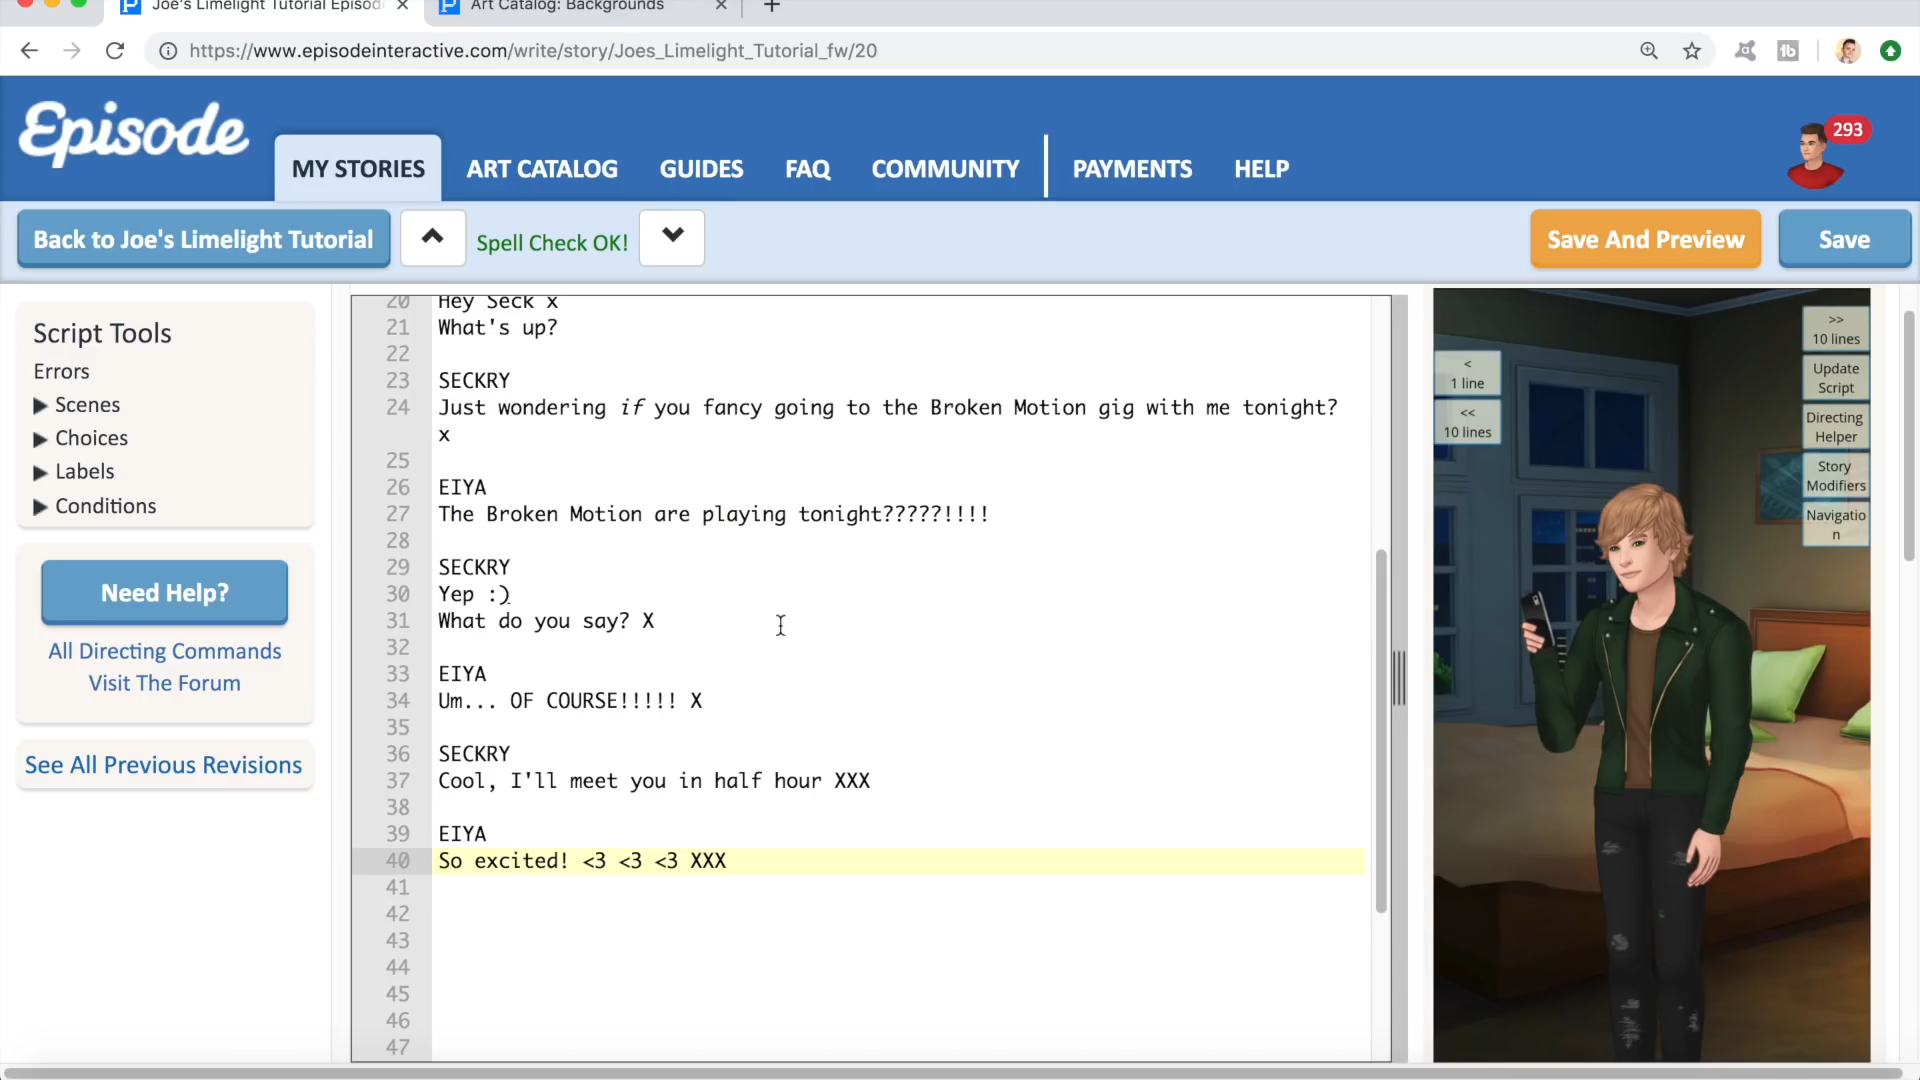 Joe's Limelight Tutorial Episod
Art Catalog: Backgrounds
https://www.episodeinteractive.com/write/story/Joes_Limelight_Tutorial_fw/20
Episode
MY STORIES
ART CATALOG
GUIDES
FAQ
COMMUNITY
PAYMENTS
HELP
293
Back to Joe's Limelight Tutorial
Spell Check OK!
Save And Preview
Save
Script Tools
Errors
Scenes
Choices
Labels
Conditions
Need Help?
All Directing Commands
Visit The Forum
See All Previous Revisions
20 Hey Seck x
21 What's up?
22
23 SECKRY
24 Just wondering if you fancy going to the Broken Motion gig with me tonight?
x
25
26 EIYA
27 The Broken Motion are playing tonight?????!!!!
28
29 SECKRY
30 Yep :)
31 What do you say? X
32
33 EIYA
34 Um... OF COURSE!!!!! X
35
36 SECKRY
37 Cool, I'll meet you in half hour XXX
38
39 EIYA
40 So excited! <3 <3 <3 XXX
41
42
43
44
45
46
47
<
1 line
<<
10 lines
>>
10 lines
Update
Script
Directing
Helper
Story
Modifiers
Navigatio
n